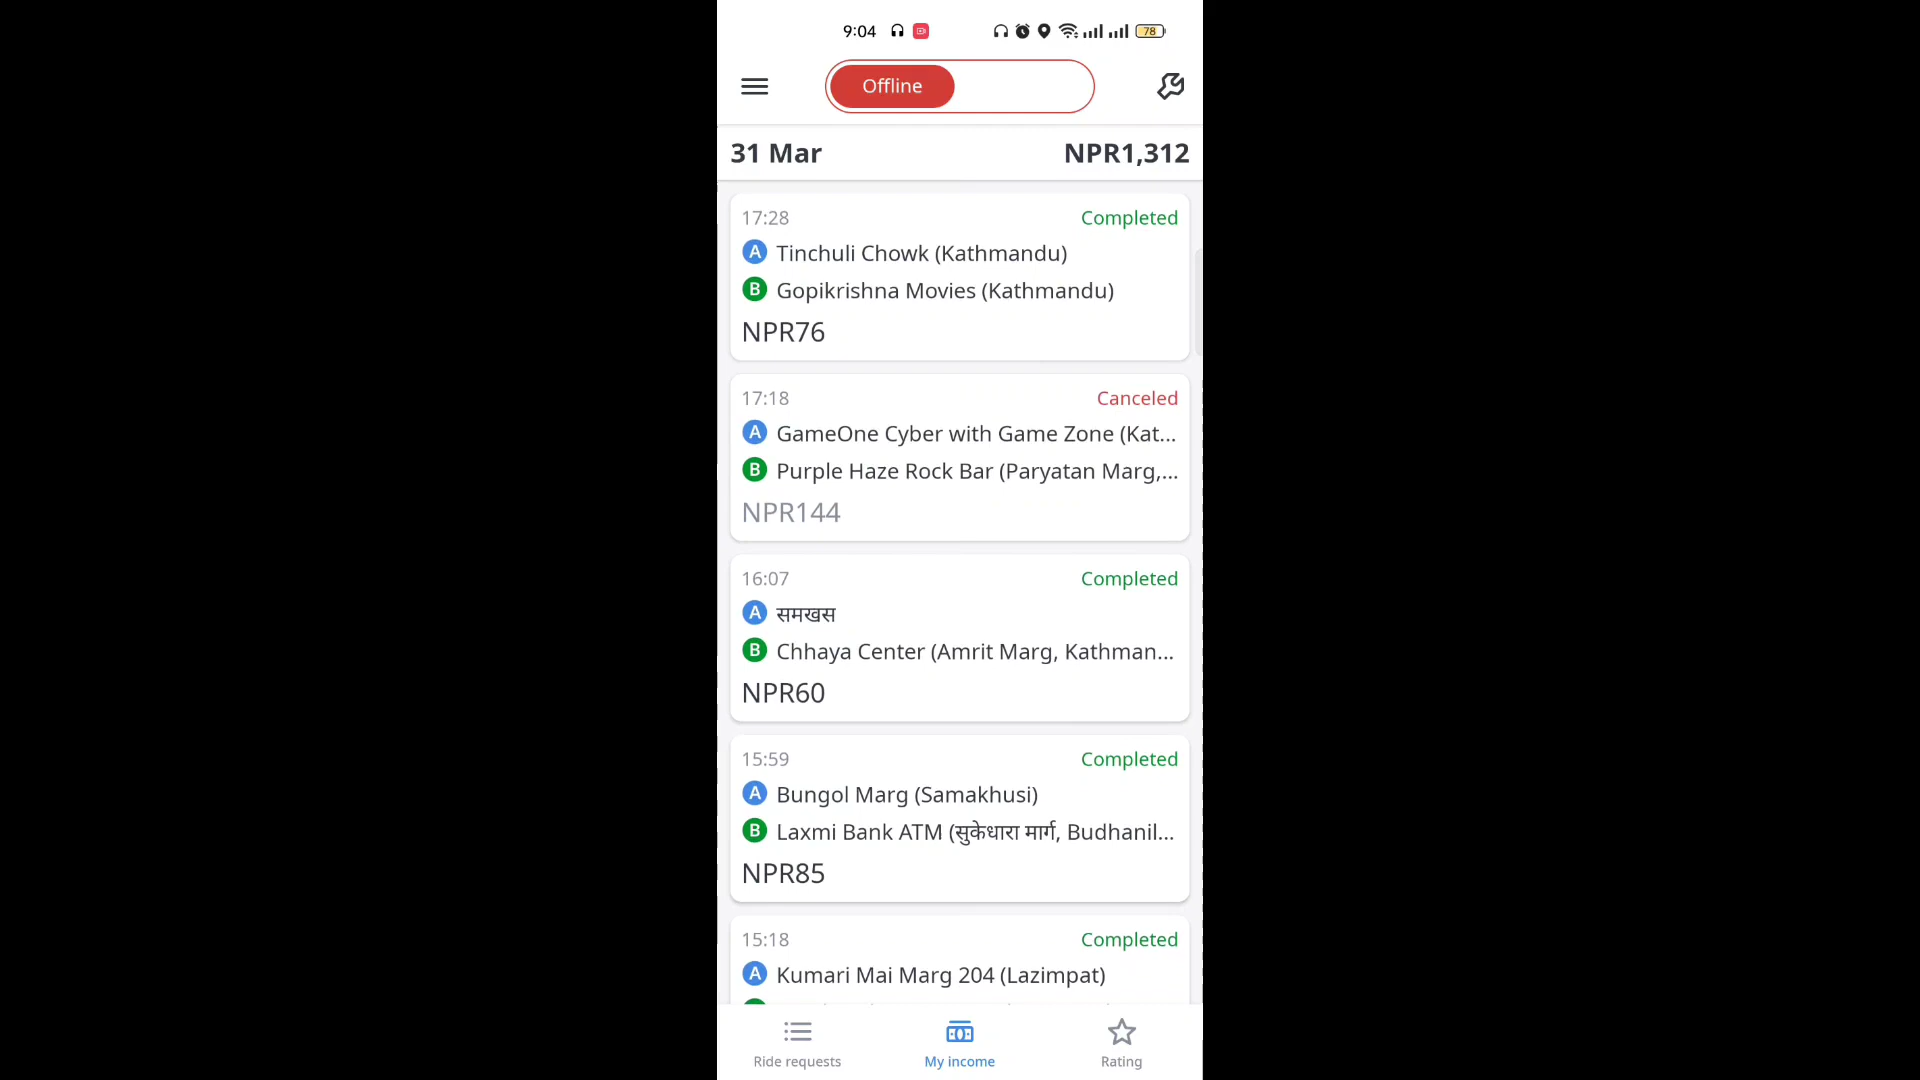 9:04
78
Offline
31 Mar NPR1,312
17:28 Completed
A Tinchuli Chowk (Kathmandu)
B Gopikrishna Movies (Kathmandu)
NPR76
17:18 Canceled
A GameOne Cyber with Game Zone (Kat...
B Purple Haze Rock Bar (Paryatan Marg,...
NPR144
16:07 Completed
A समखस
B Chhaya Center (Amrit Marg, Kathman...
NPR60
15:59 Completed
A Bungol Marg (Samakhusi)
B Laxmi Bank ATM (सुकेधारा मार्ग, Budhanil...
NPR85
15:18 Completed
A Kumari Mai Marg 204 (Lazimpat)
Ride requests My income Rating